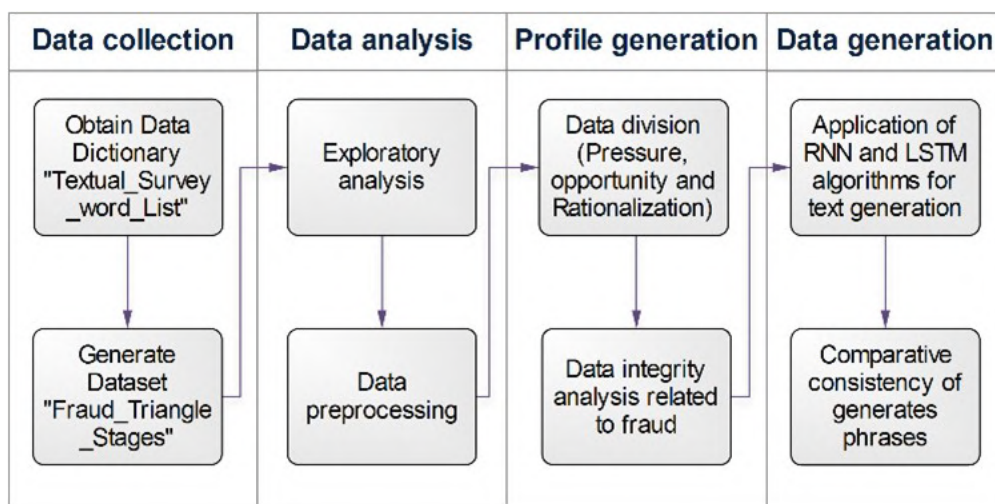 Data collection
Data analysis
Profile generation
Data generation
Obtain Data
Dictionary
"Textual_Survey
_word_List"
Generate
Dataset
"Fraud_Triangle
_Stages"
Exploratory
analysis
Data
preprocessing
Data division
(Pressure,
opportunity and
Rationalization)
Data integrity
analysis related
to fraud
Application of
RNN and LSTM
algorithms for
text generation
Comparative
consistency of
generates
phrases